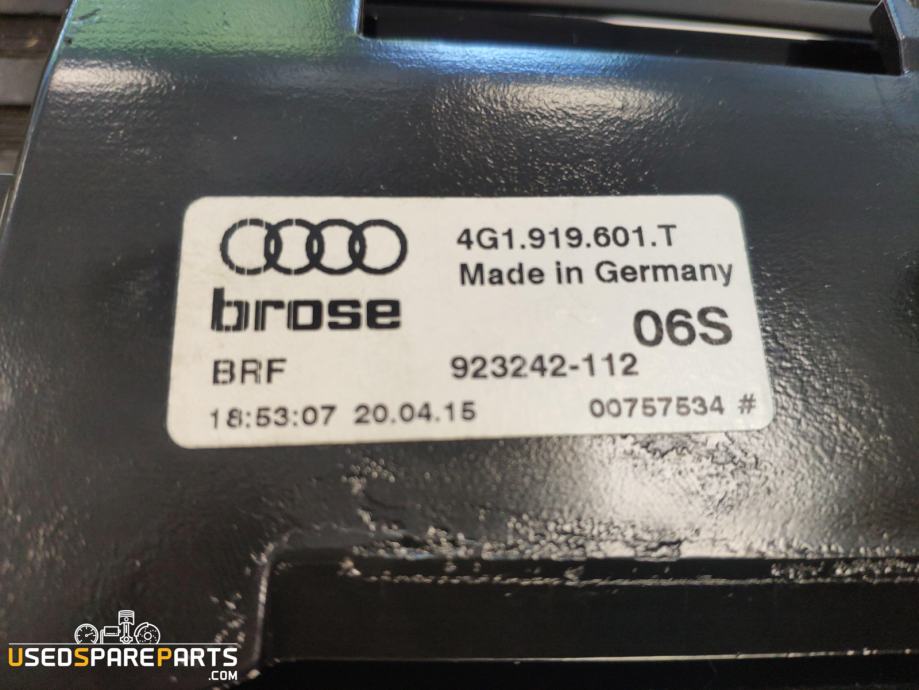 4G1.919.601.T
Made in Germany
brose
06S
BRF 923242-112
18:53:07 20.04.15 00757534 #
USEDSPAREPARTS
.COM